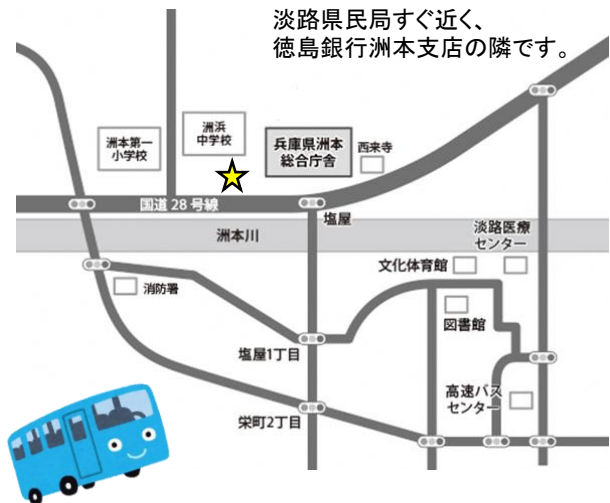 淡路県民局すぐ近く、
徳島銀行洲本支店の隣です。
洲本第一
小学校
洲浜
中学校
兵庫県洲本
総合庁舎
西来寺
国道28号線
塩屋
洲本川
淡路医療
センター
文化体育館
消防署
図書館
塩屋1丁目
高速バス
センター
栄町2丁目